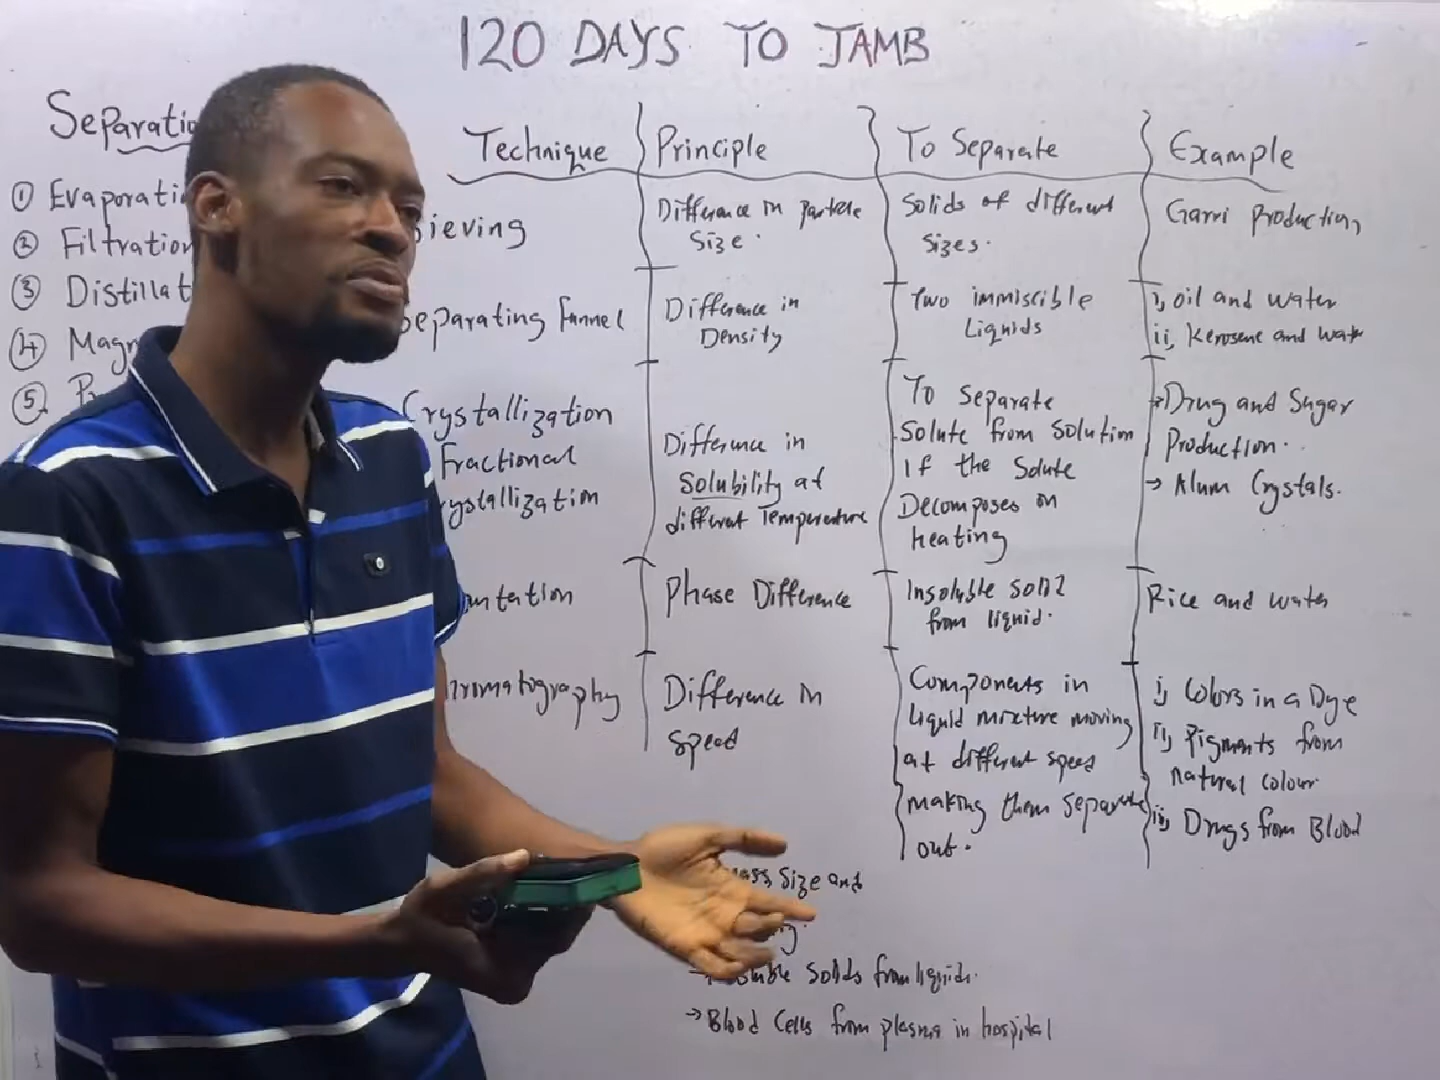 120 DAYS TO JAMB
Separatio
① Evaporati
② Filtration
③ Distillat
④ Magn
⑤
Technique
Principle
To Separate
Example
ieving
Difference in Particle
Size.
Solids of different
Sizes.
Garri Production,
eparating funnel
Difference in
Density
Two immiscible
Liquids
i, oil and water
ii, Kerosene and water
Crystallization
Fractional
rystallization
Difference in
Solubility at
different Temperature
To Separate
Solute from Solution
If the Solute
Decomposes on
heating
→ Drug and Sugar
Production.
→ Alum Crystals.
ntation
Phase Difference
Insoluble Solid
from liquid.
Rice and water
hromatography
Difference in
Speed
Components in
liquid mixture moving
at different speed
making them separate
out.
i, Colors in a Dye
ii, Pigments from
natural colour
iii, Drugs from Blood
ass, Size and
uble Solids from liquids.
→ Blood Cells from plasma in hospital